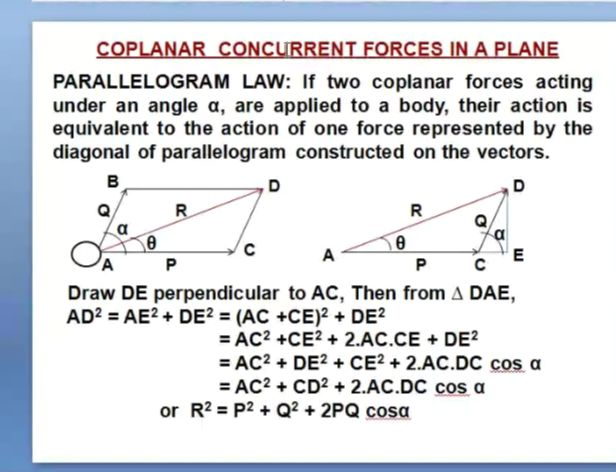 COPLANAR CONCURRENT FORCES IN A PLANE
PARALLELOGRAM LAW: If two coplanar forces acting
under an angle α, are applied to a body, their action is
equivalent to the action of one force represented by the
diagonal of parallelogram constructed on the vectors.
B D
Q α R
θ
A P C
D
R Q α
θ
A P C E
Draw DE perpendicular to AC, Then from Δ DAE,
AD² = AE² + DE² = (AC +CE)² + DE²
= AC² +CE² + 2.AC.CE + DE²
= AC² + DE² + CE² + 2.AC.DC cos α
= AC² + CD² + 2.AC.DC cos α
or R² = P² + Q² + 2PQ cosα